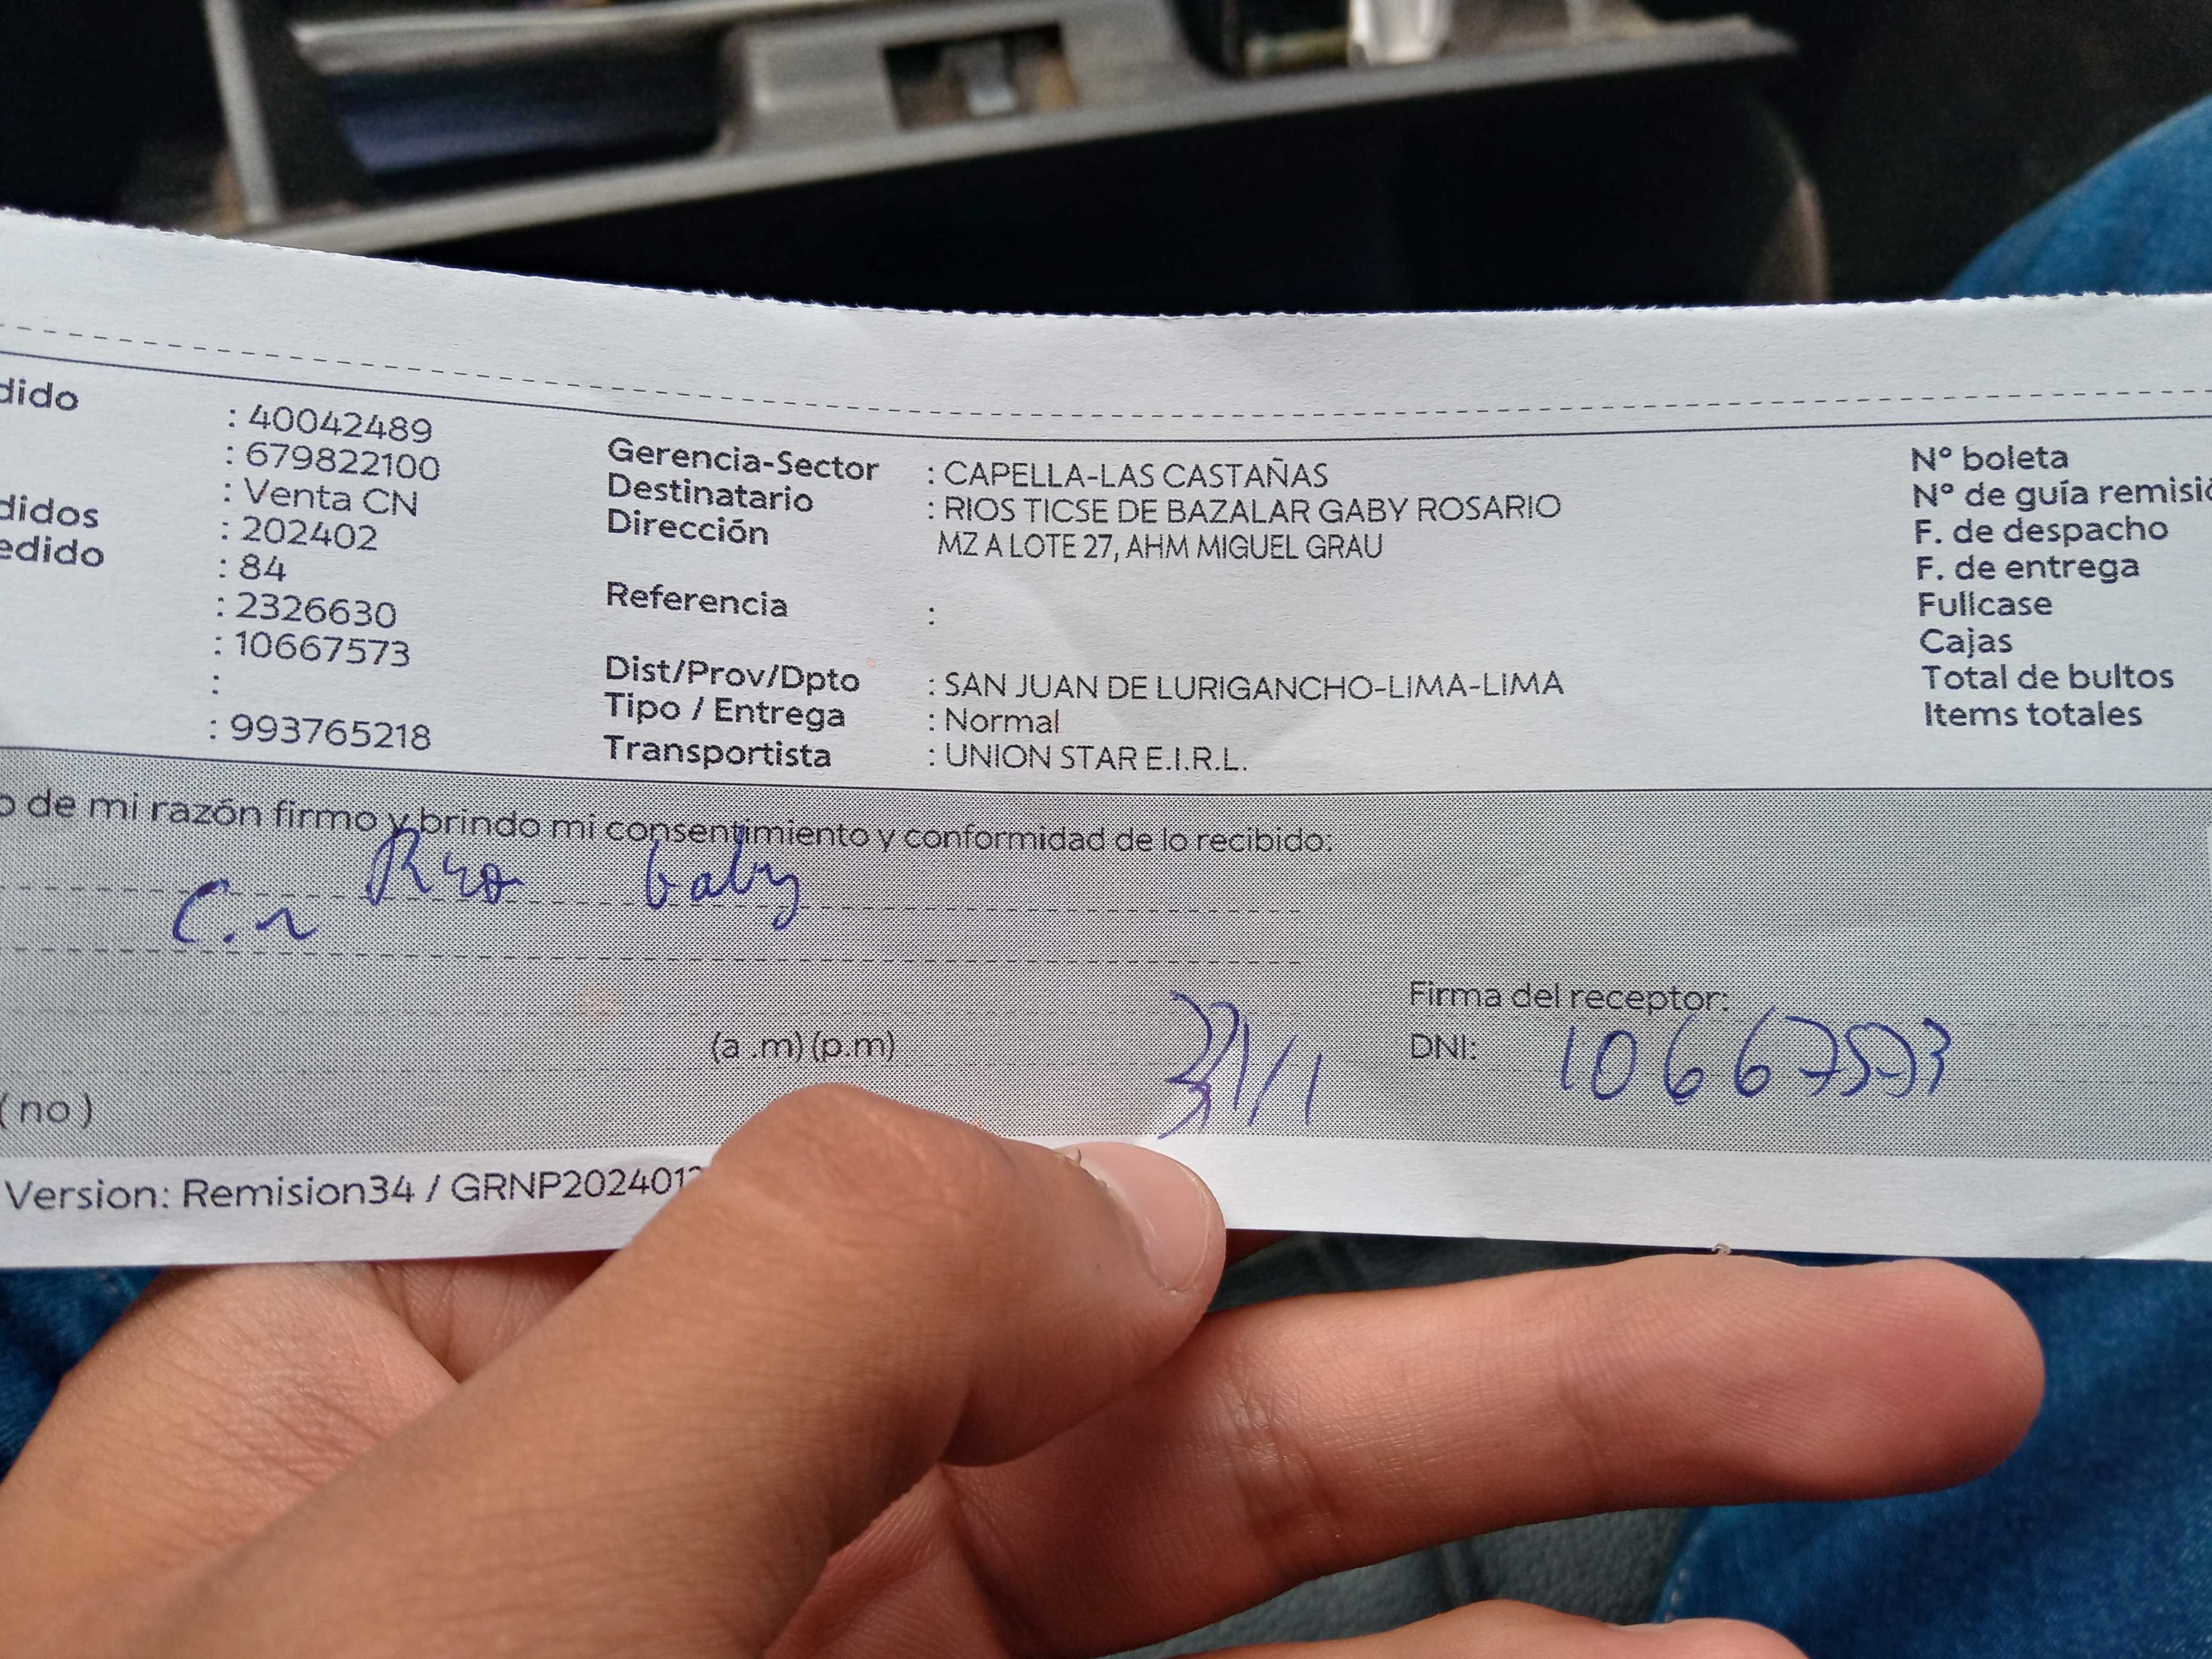 dido
: 40042489
: 679822100
: Venta CN
didos : 202402
edido : 84
: 2326630
: 10667573
:
: 993765218
Gerencia-Sector : CAPELLA-LAS CASTAÑAS
Destinatario : RIOS TICSE DE BAZALAR GABY ROSARIO
Dirección MZ A LOTE 27, AHM MIGUEL GRAU
Referencia :
Dist/Prov/Dpto : SAN JUAN DE LURIGANCHO-LIMA-LIMA
Tipo / Entrega : Normal
Transportista : UNION STAR E.I.R.L.
N° boleta
N° de guía remisió
F. de despacho
F. de entrega
Fullcase
Cajas
Total de bultos
Items totales
o de mi razón firmo y brindo mi consentimiento y conformidad de lo recibido:
gaby
C.n
Firma del receptor:
(a .m) (p.m) DNI: 10667573
(no)
Version: Remision34 / GRNP2024012